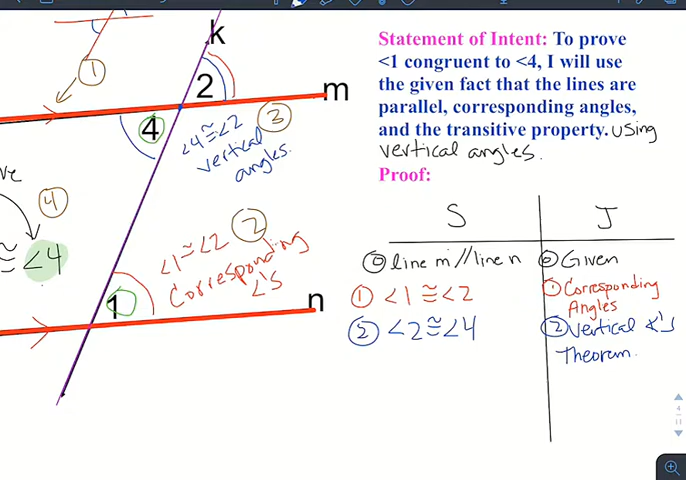 k
Statement of Intent: To prove
<1 congruent to <4, I will use
the given fact that the lines are
parallel, corresponding angles,
and the transitive property. using
vertical angles.
Proof:
1
2
m
3
4
∠4≅∠2
vertical
angles.
ve
4
≅ ∠4
2
∠1≅∠2
Corresponding
∠'s
1
n
S
J
0 line m // line n
0 Given
1 <1 ≅ <2
1 Corresponding
Angles
2 <2 ≅ <4
2 Vertical ∡'s
Theorem.
4
11